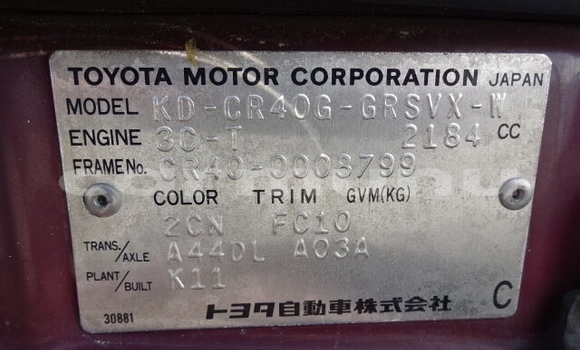 TOYOTA MOTOR CORPORATION JAPAN
MODEL KD-CR40G-GRSVX-W
ENGINE 3C-T 2184 CC
FRAME No. CR40-0008799
COLOR TRIM GVM(KG)
2CN FC10
TRANS./AXLE A44DL A03A
PLANT/BUILT K11
30881 トヨタ自動車株式会社 C